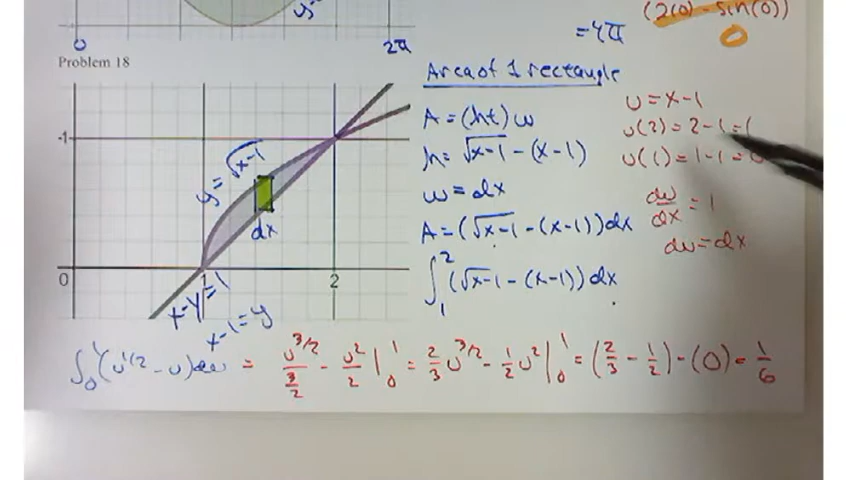 (2(0) - sin(0))
= 4π
0
0
2π
Problem 18
Area of 1 rectangle
A = (ht) w
h = √x-1 - (x-1)
w = dx
A = (√x-1 - (x-1)) dx
∫₁² (√x-1 - (x-1)) dx
u = x-1
u(2) = 2-1 = 1
u(1) = 1-1 = 0
du/dx = 1
du = dx
-1
y = √x-1
dx
0
1
2
x-y=1
x-1=y
∫₀¹ (u^1/2 - u) du = u^3/2 / 3/2 - u²/2 |₀¹ = 2/3 u^3/2 - 1/2 u² |₀¹ = (2/3 - 1/2) - (0) = 1/6